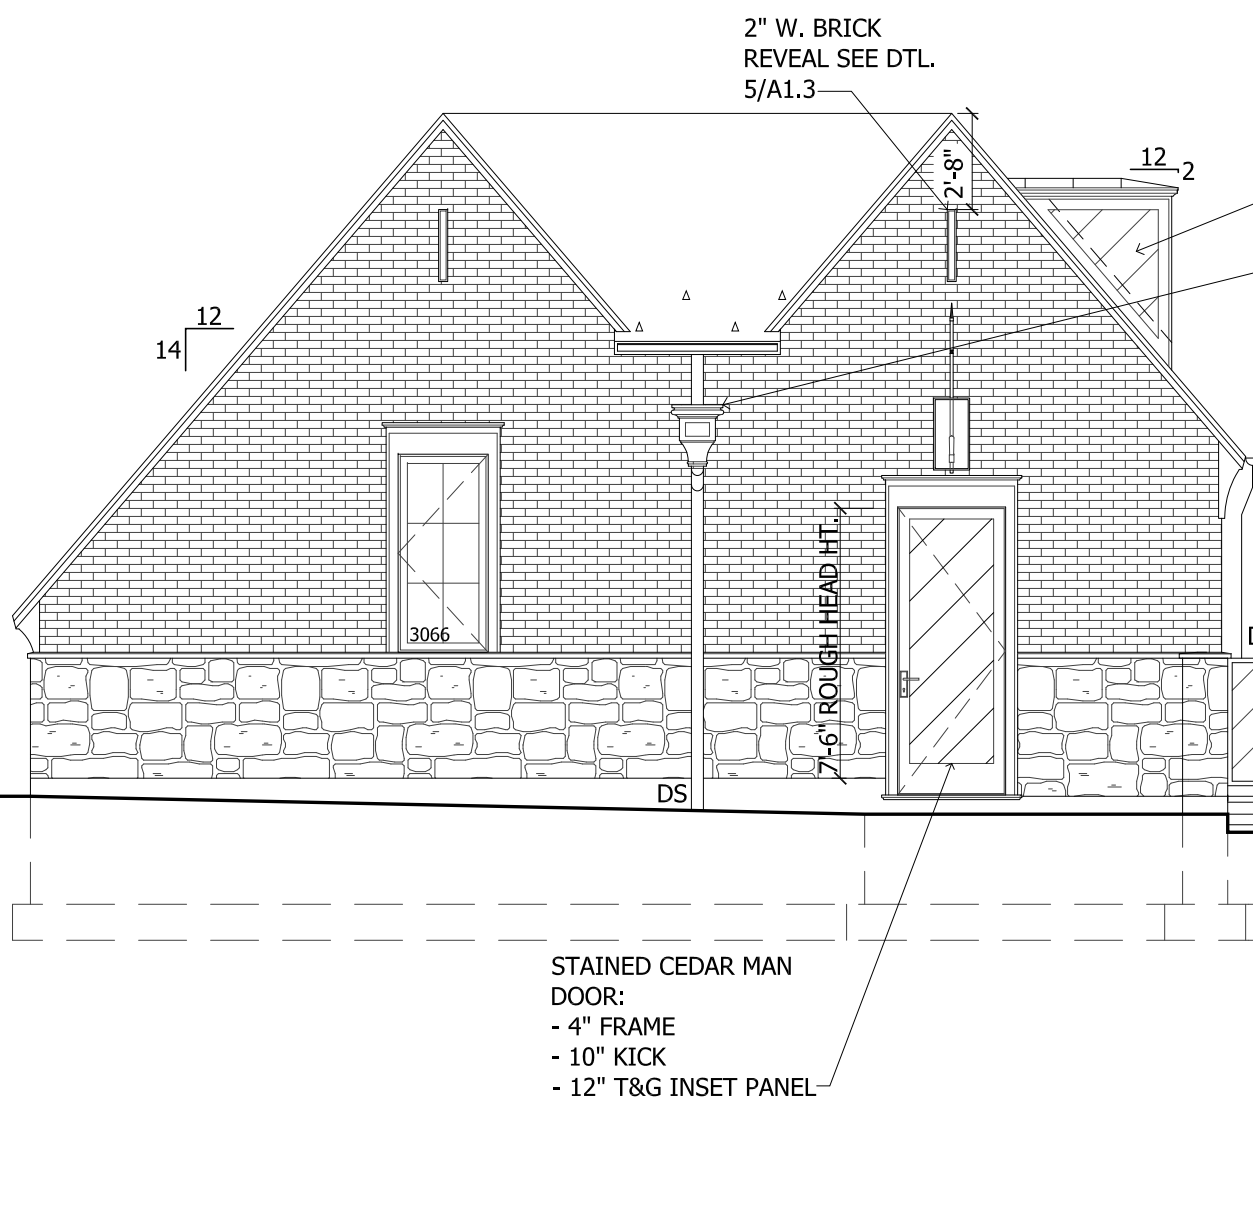 2" W. BRICK
REVEAL SEE DTL.
5/A1.3
2'-8"
12
2
12
14
3066
7'-6" ROUGH HEAD HT.
DS
STAINED CEDAR MAN
DOOR:
- 4" FRAME
- 10" KICK
- 12" T&G INSET PANEL